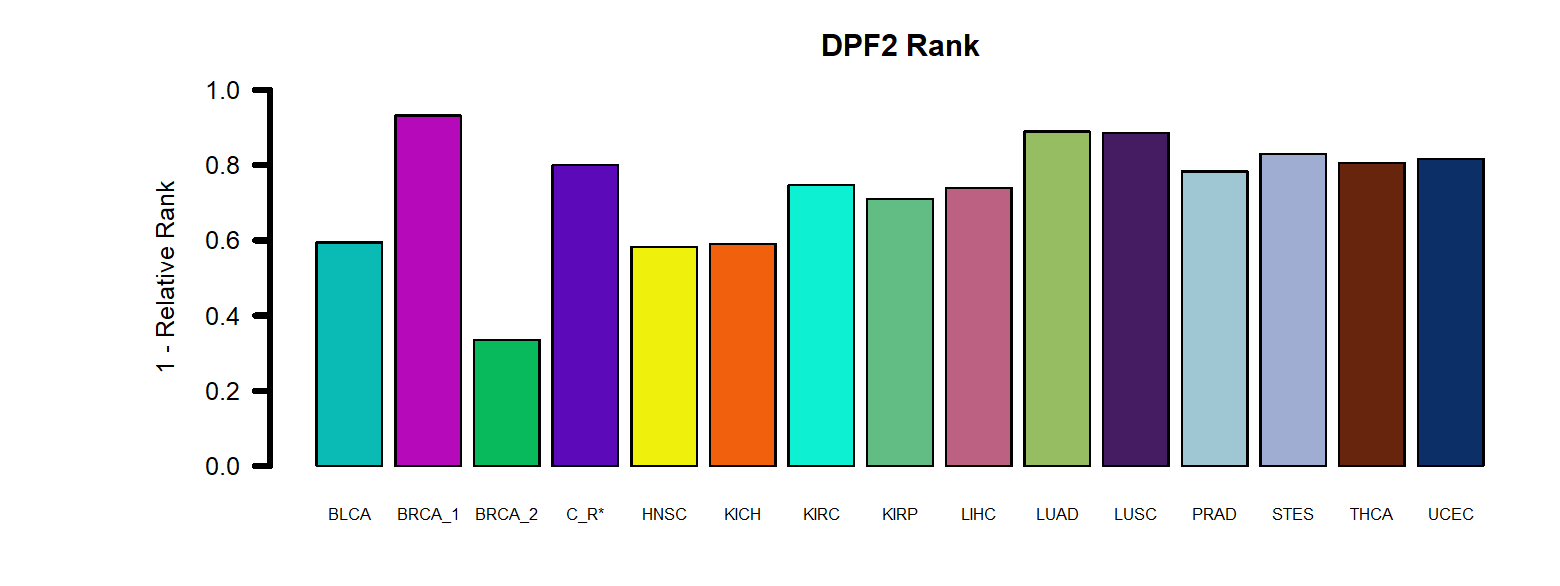 DPF2 Rank
1 - Relative Rank
1.0
0.8
0.6
0.4
0.2
0.0
BLCA BRCA_1 BRCA_2 C_R* HNSC KICH KIRC KIRP LIHC LUAD LUSC PRAD STES THCA UCEC